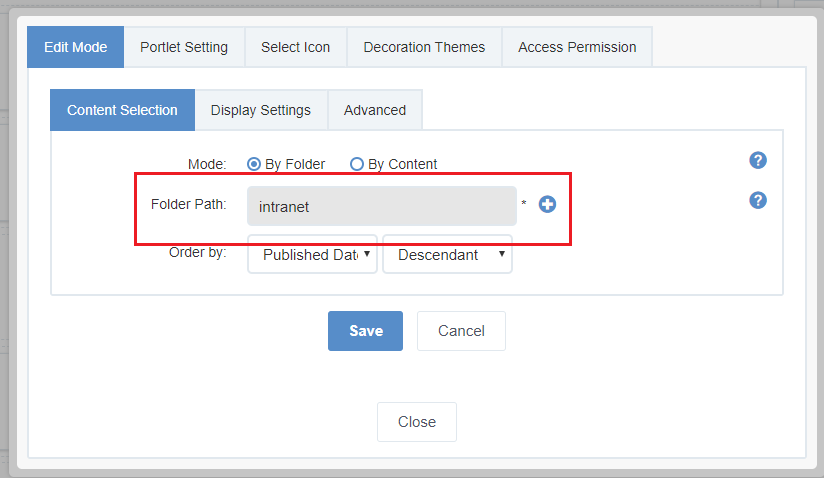 Edit Mode Portlet Setting Select Icon Decoration Themes Access Permission
Content Selection Display Settings Advanced
Mode: By Folder By Content ?
Folder Path: intranet * ?
Order by: Published Dat Descendant
Save Cancel
Close